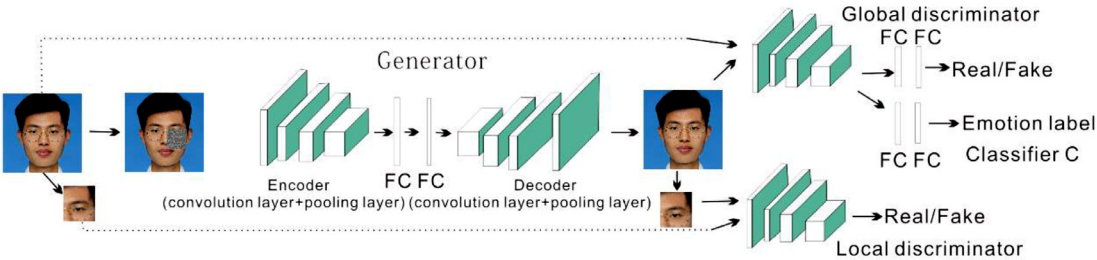 Global discriminator
FC FC
Generator
Real/Fake
Emotion label
Classifier C
FC FC
FC FC
Encoder
(convolution layer+pooling layer)
Decoder
(convolution layer+pooling layer)
Real/Fake
Local discriminator